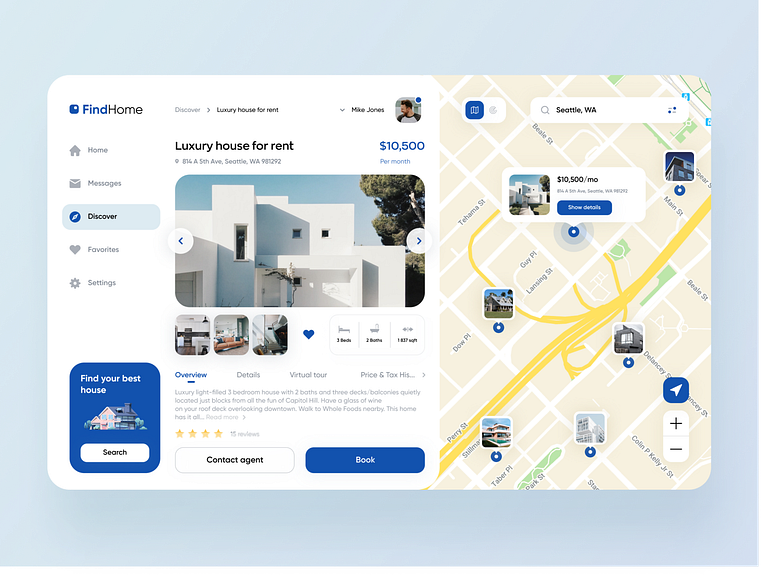 FindHome
Home
Messages
Discover
Favorites
Settings
Find your best
house
Search
Discover > Luxury house for rent
Mike Jones
Luxury house for rent
$10,500
814 A 5th Ave, Seattle, WA 981292
Per month
3 Beds
2 Baths
1 837 sqft
Overview
Details
Virtual tour
Price & Tax His...
Luxury light-filled 3 bedroom house with 2 baths and three decks/balconies quietly
located just blocks from all the fun of Capitol Hill. Have a glass of wine
on your roof deck overlooking downtown. Walk to Whole Foods nearby. This home
has it all... Read more
15 reviews
Contact agent
Book
Seattle, WA
$10,500/mo
814 A 5th Ave, Seattle, WA 981292
Show details
Beale St
Spear St
Main St
Tehama St
Guy Pl
Lansing St
Beale St
Dow Pl
Delancey St
Perry St
Taber Pl
Park St
Colin P Kelly Jr St